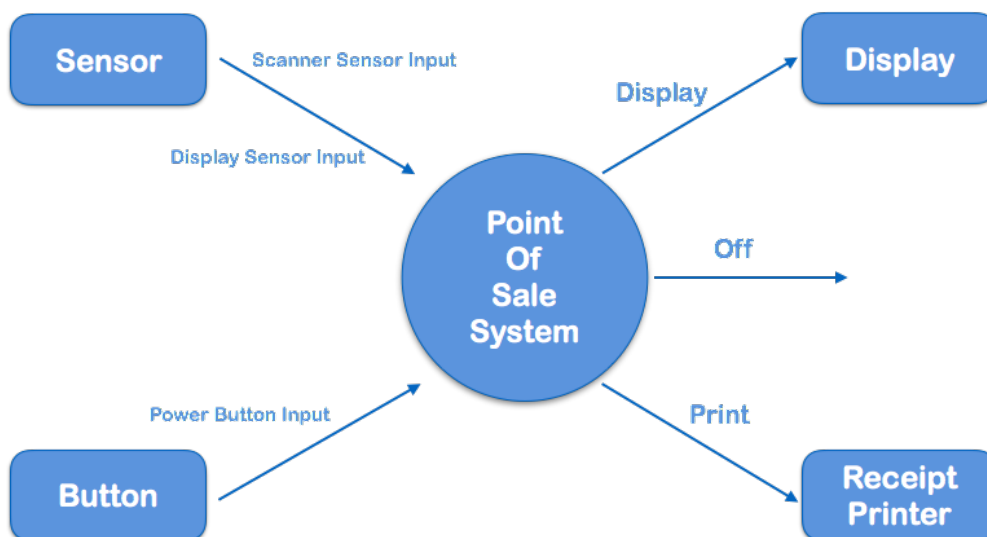 Sensor
Scanner Sensor Input
Display Sensor Input
Display
Display
Point
Of
Sale
System
Off
Power Button Input
Button
Print
Receipt
Printer